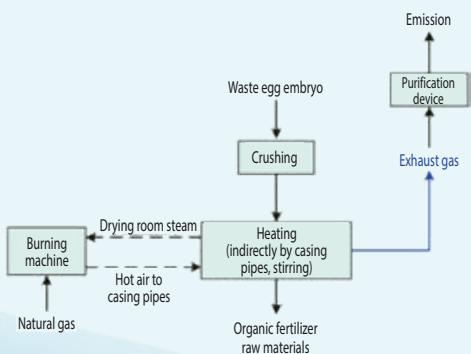 Emission
Purification
device
Waste egg embryo
Crushing
Exhaust gas
Drying room steam
Burning
machine
Heating
(indirectly by casing
pipes, stirring)
Hot air to
casing pipes
Natural gas
Organic fertilizer
raw materials